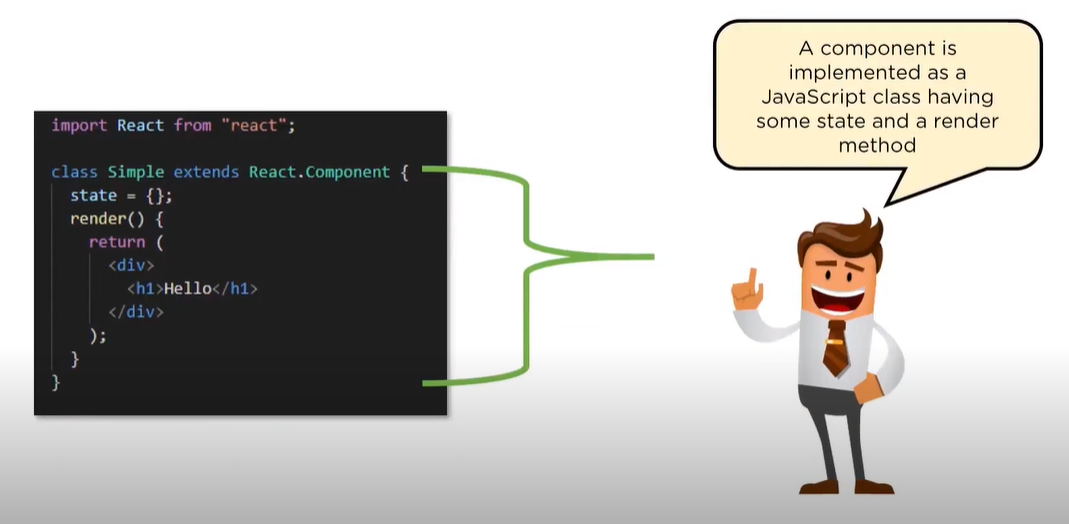 import React from "react";
class Simple extends React.Component {
state = {};
render() {
return (
<div>
<h1>Hello</h1>
</div>
);
}
}
A component is
implemented as a
JavaScript class having
some state and a render
method